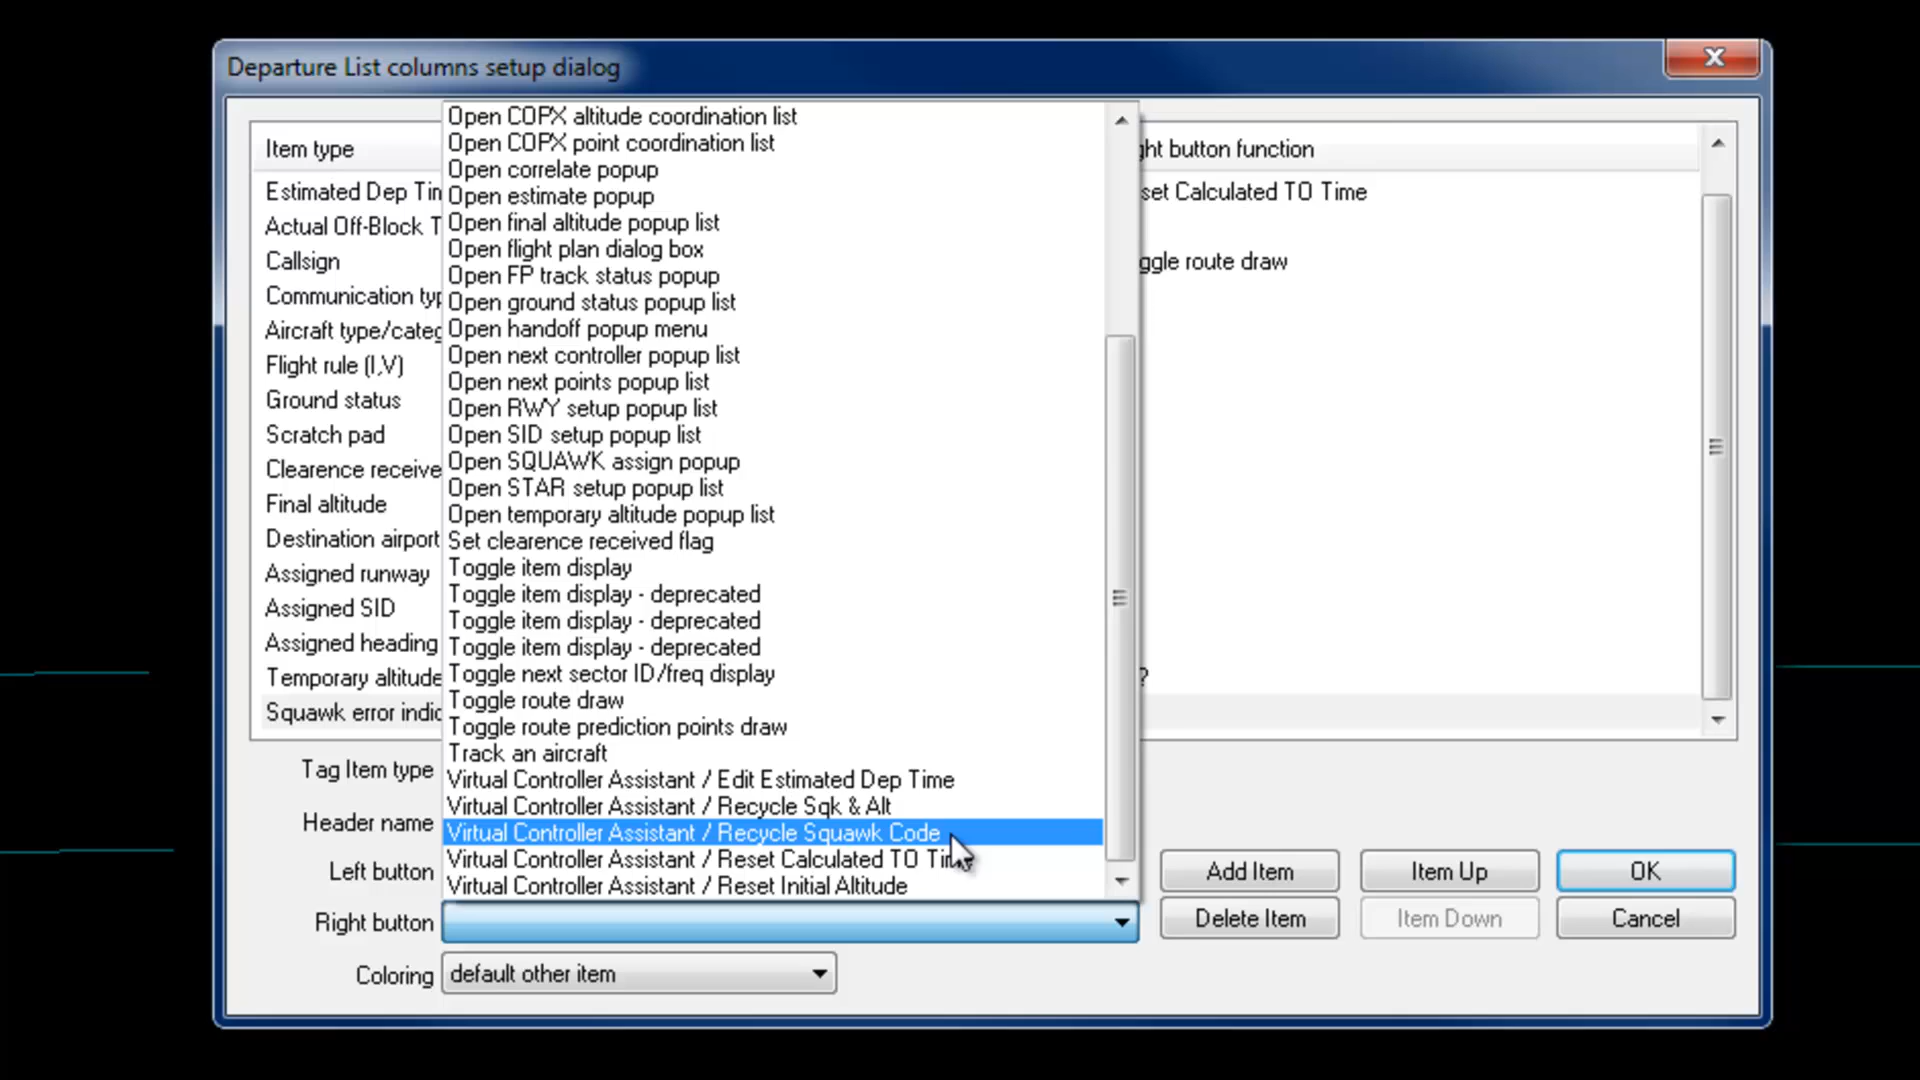 Departure List columns setup dialog
Item type
ght button function
Estimated Dep Tim
set Calculated TO Time
Actual Off-Block T
Callsign
ggle route draw
Communication typ
Aircraft type/categ
Flight rule (I,V)
Ground status
Scratch pad
Clearence receive
Final altitude
Destination airport
Assigned runway
Assigned SID
Assigned heading
Temporary altitude
?
Squawk error indic
Open COPX altitude coordination list
Open COPX point coordination list
Open correlate popup
Open estimate popup
Open final altitude popup list
Open flight plan dialog box
Open FP track status popup
Open ground status popup list
Open handoff popup menu
Open next controller popup list
Open next points popup list
Open RWY setup popup list
Open SID setup popup list
Open SQUAWK assign popup
Open STAR setup popup list
Open temporary altitude popup list
Set clearence received flag
Toggle item display
Toggle item display - deprecated
Toggle item display - deprecated
Toggle item display - deprecated
Toggle next sector ID/freq display
Toggle route draw
Toggle route prediction points draw
Track an aircraft
Virtual Controller Assistant / Edit Estimated Dep Time
Virtual Controller Assistant / Recycle Sqk & Alt
Virtual Controller Assistant / Recycle Squawk Code
Virtual Controller Assistant / Reset Calculated TO Time
Virtual Controller Assistant / Reset Initial Altitude
Tag Item type
Header name
Left button
Right button
Coloring
default other item
Add Item
Item Up
OK
Delete Item
Item Down
Cancel